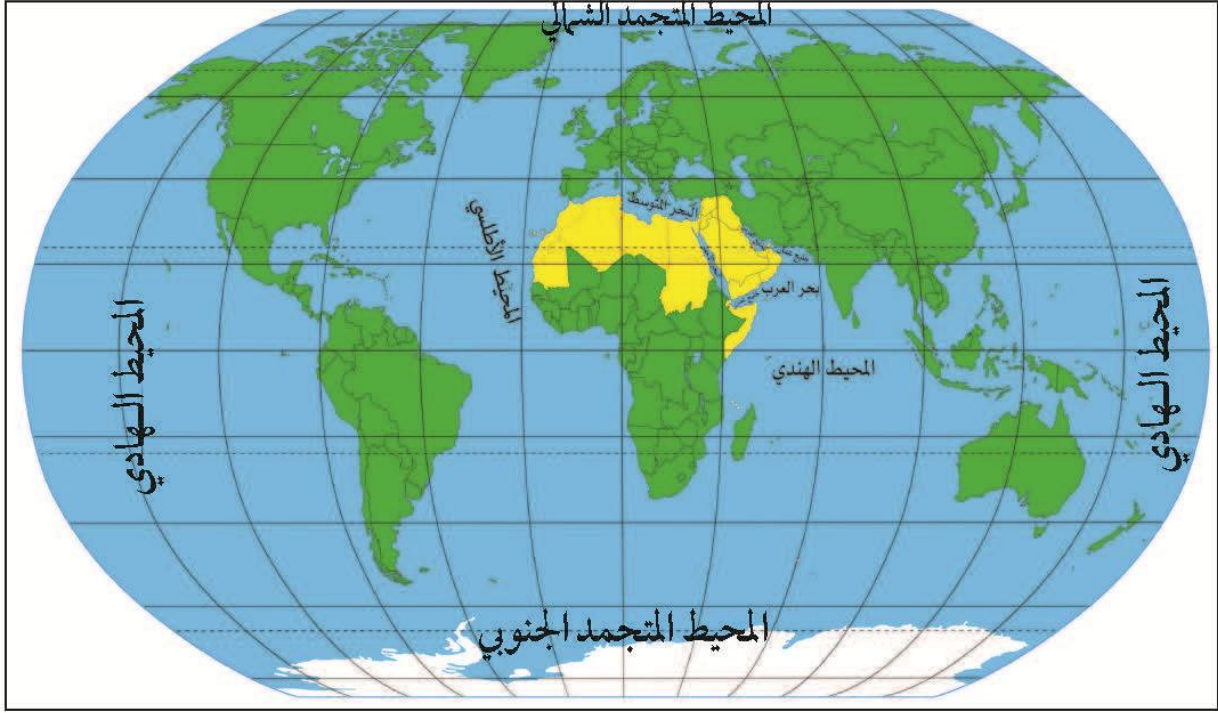 المحيط المتجمد الشمالي
البحر المتوسط
المحيط الأطلسي
بحر العرب
المحيط الهادي
المحيط الهادي
المحيط الهندي
المحيط المتجمد الجنوبي